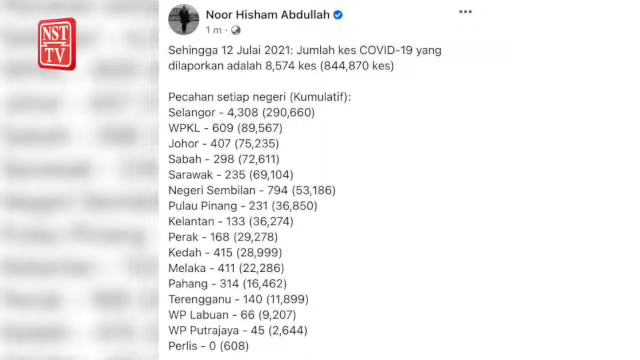 NST
TV
Noor Hisham Abdullah
1 m ·
Sehingga 12 Julai 2021: Jumlah kes COVID-19 yang
dilaporkan adalah 8,574 kes (844,870 kes)
Pecahan setiap negeri (Kumulatif):
Selangor - 4,308 (290,660)
WPKL - 609 (89,567)
Johor - 407 (75,235)
Sabah - 298 (72,611)
Sarawak - 235 (69,104)
Negeri Sembilan - 794 (53,186)
Pulau Pinang - 231 (36,850)
Kelantan - 133 (36,274)
Perak - 168 (29,278)
Kedah - 415 (28,999)
Melaka - 411 (22,286)
Pahang - 314 (16,462)
Terengganu - 140 (11,899)
WP Labuan - 66 (9,207)
WP Putrajaya - 45 (2,644)
Perlis - 0 (608)